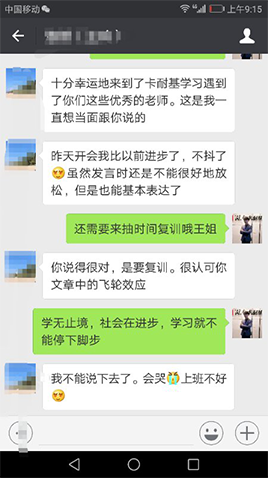 中国移动
上午9:15
十分幸运地来到了卡耐基学习遇到
了你们这些优秀的老师。这是我一
直想当面跟你说的
昨天开会我比以前进步了，不抖了
😍虽然发言时还是不能很好地放
松，但是也能基本表达了
还需要来抽时间复训哦王姐
你说得很对，是要复训。很认可你
文章中的飞轮效应
学无止境，社会在进步，学习就不
能停下脚步
我不能说下去了。会哭😭上班不好
😍